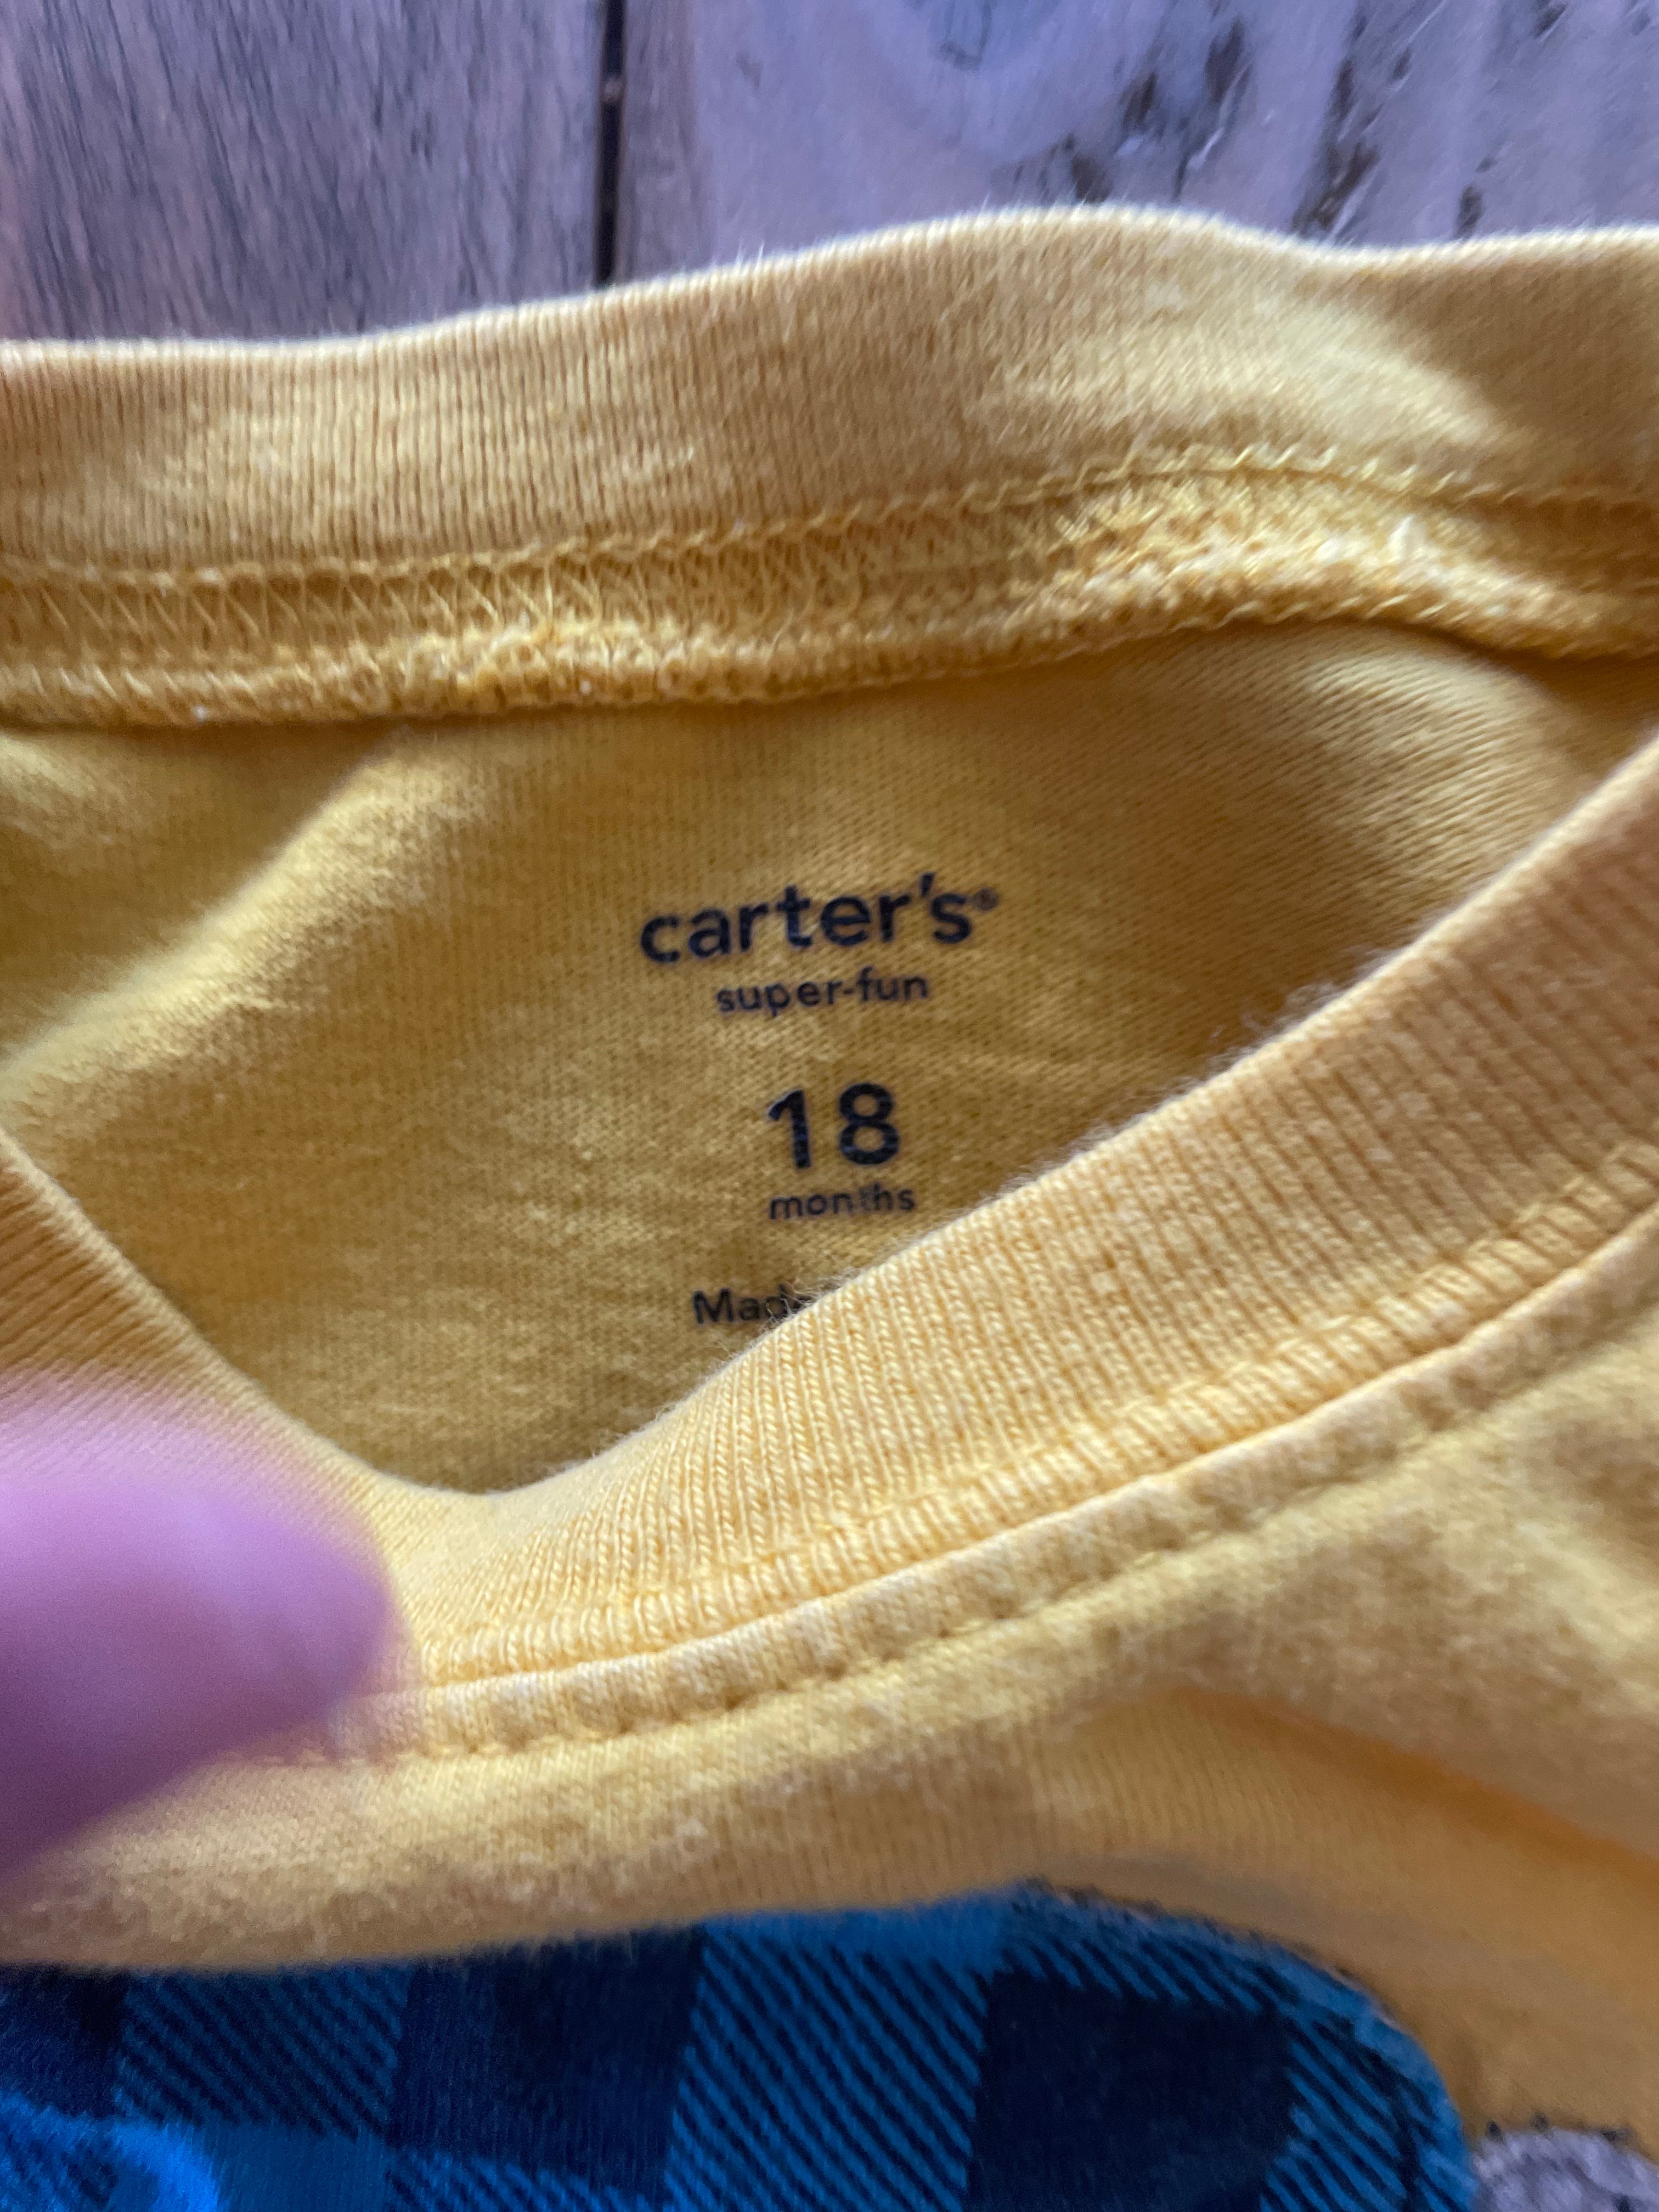 carter's®
super-fun
18
months